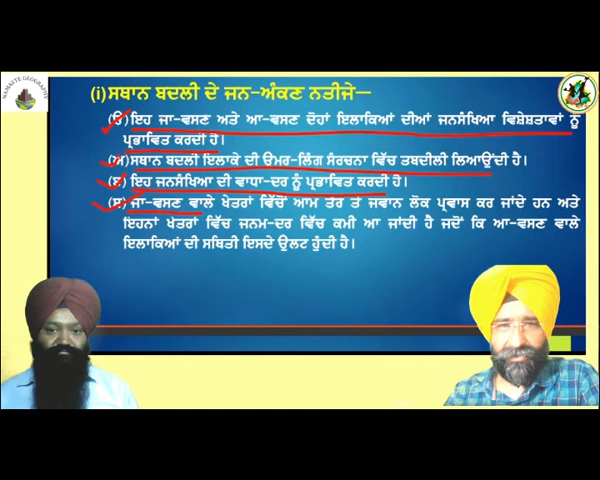 NAMASTE GEOGRAPHY
(i) ਸਥਾਨ ਬਦਲੀ ਦੇ ਜਨ-ਅੰਕਣ ਨਤੀਜੇ—
(ੳ) ਇਹ ਜਾ-ਵਸਣ ਅਤੇ ਆ-ਵਸਣ ਦੋਹਾਂ ਇਲਾਕਿਆਂ ਦੀਆਂ ਜਨਸੰਖਿਆ ਵਿਸ਼ੇਸ਼ਤਾਵਾਂ ਨੂੰ
ਪ੍ਰਭਾਵਿਤ ਕਰਦੀ ਹੈ।
(ਅ) ਸਥਾਨ ਬਦਲੀ ਇਲਾਕੇ ਦੀ ਉਮਰ-ਲਿੰਗ ਸੰਰਚਨਾ ਵਿੱਚ ਤਬਦੀਲੀ ਲਿਆਉਂਦੀ ਹੈ।
ਇਹ ਜਨਸੰਖਿਆ ਦੀ ਵਾਧਾ-ਦਰ ਨੂੰ ਪ੍ਰਭਾਵਿਤ ਕਰਦੀ ਹੈ।
(ਸ) ਜਾ-ਵਸਣ ਵਾਲੇ ਖੇਤਰਾਂ ਵਿੱਚੋਂ ਆਮ ਤੌਰ ਤੇ ਜਵਾਨ ਲੋਕ ਪ੍ਰਵਾਸ ਕਰ ਜਾਂਦੇ ਹਨ ਅਤੇ
ਇਹਨਾਂ ਖੇਤਰਾਂ ਵਿੱਚ ਜਨਮ-ਦਰ ਵਿੱਚ ਕਮੀ ਆ ਜਾਂਦੀ ਹੈ ਜਦੋਂ ਕਿ ਆ-ਵਸਣ ਵਾਲੇ
ਇਲਾਕਿਆਂ ਦੀ ਸਥਿਤੀ ਇਸਦੇ ਉਲਟ ਹੁੰਦੀ ਹੈ।